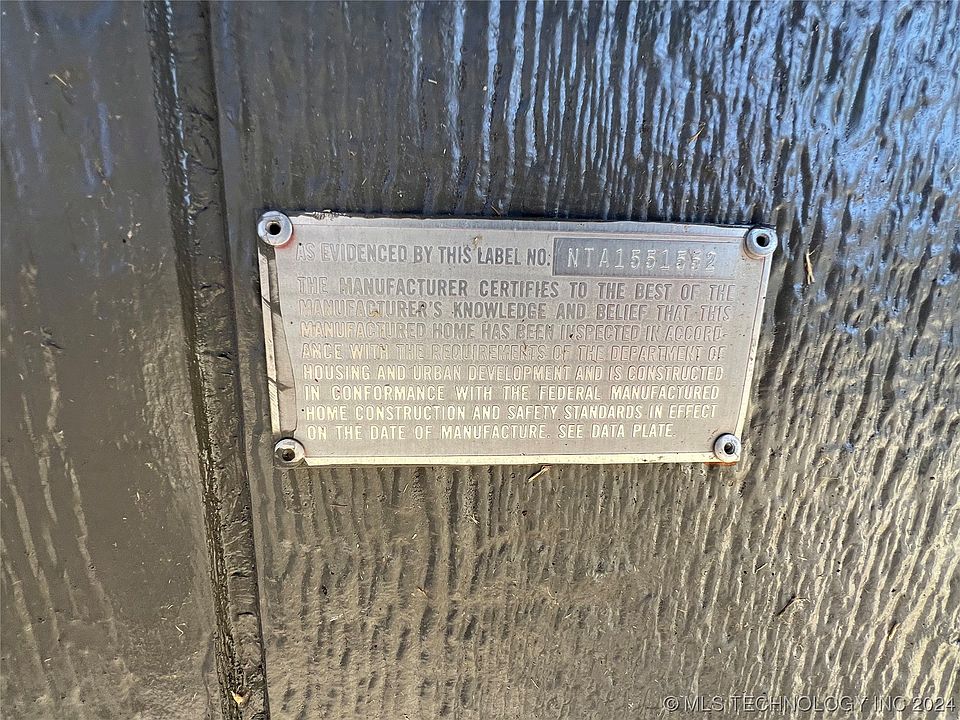 AS EVIDENCED BY THIS LABEL NO. NTA1551552
THE MANUFACTURER CERTIFIES TO THE BEST OF THE
MANUFACTURER'S KNOWLEDGE AND BELIEF THAT THIS
MANUFACTURED HOME HAS BEEN INSPECTED IN ACCORD-
ANCE WITH THE REQUIREMENTS OF THE DEPARTMENT OF
HOUSING AND URBAN DEVELOPMENT AND IS CONSTRUCTED
IN CONFORMANCE WITH THE FEDERAL MANUFACTURED
HOME CONSTRUCTION AND SAFETY STANDARDS IN EFFECT
ON THE DATE OF MANUFACTURE. SEE DATA PLATE.
© MLS TECHNOLOGY INC 2024